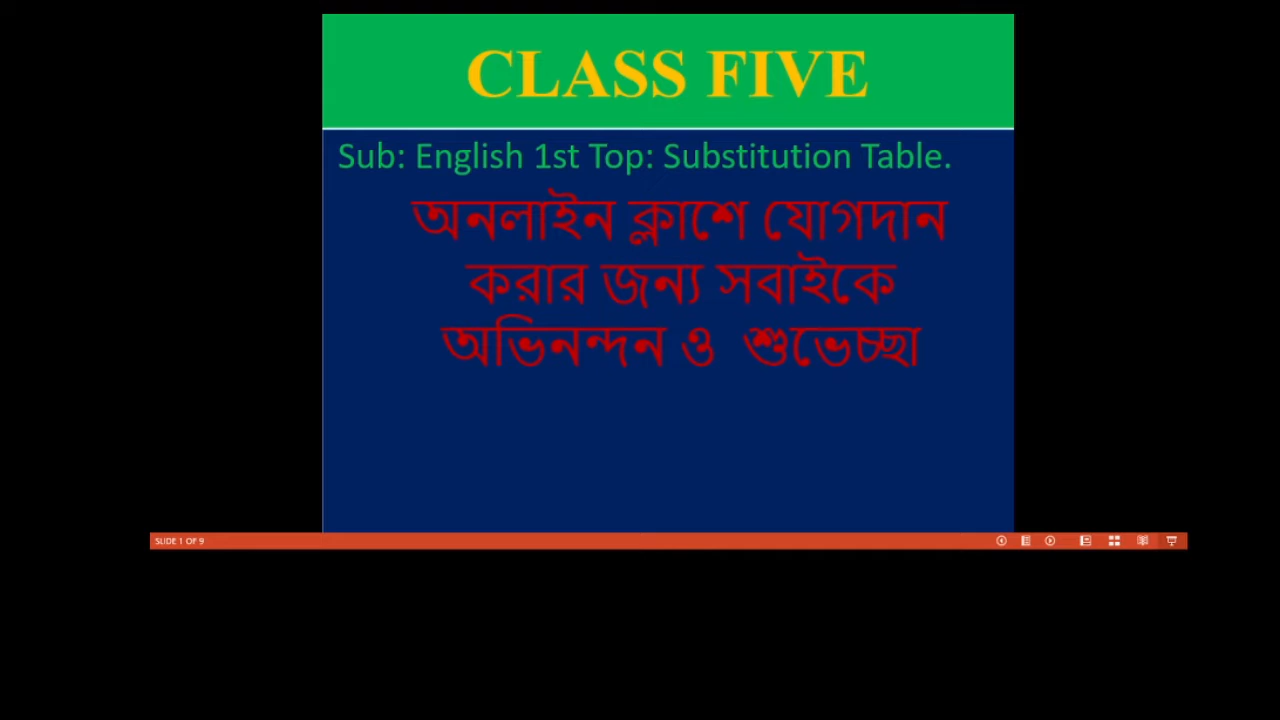 CLASS FIVE
Sub: English 1st Top: Substitution Table.
অনলাইন ক্লাশে যোগদান
করার জন্য সবাইকে
অভিনন্দন ও শুভেচ্ছা
SLIDE 1 OF 9